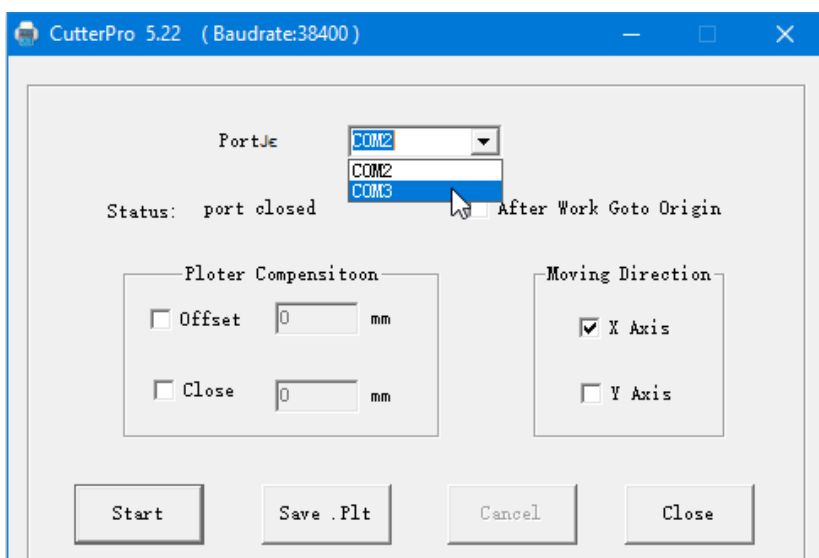 CutterPro 5.22 (Baudrate:38400)
PortJє COM2
COM2
COM3
Status: port closed After Work Goto Origin
Ploter Compensitoon Moving Direction
Offset 0 mm X Axis
Close 0 mm Y Axis
Start Save .Plt Cancel Close